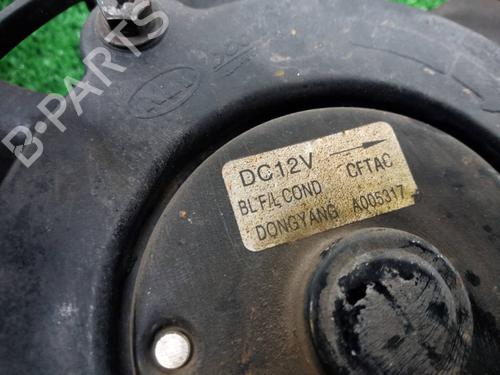 B-PARTS
DC12V
BL F/L COND CFTAC
DONGYANG A005317